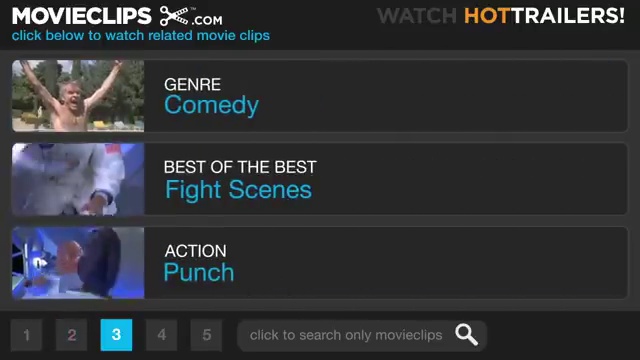 MOVIECLIPS .COM
click below to watch related movie clips
WATCH HOTTRAILERS!
GENRE
Comedy
BEST OF THE BEST
Fight Scenes
ACTION
Punch
1 2 3 4 5
click to search only movieclips